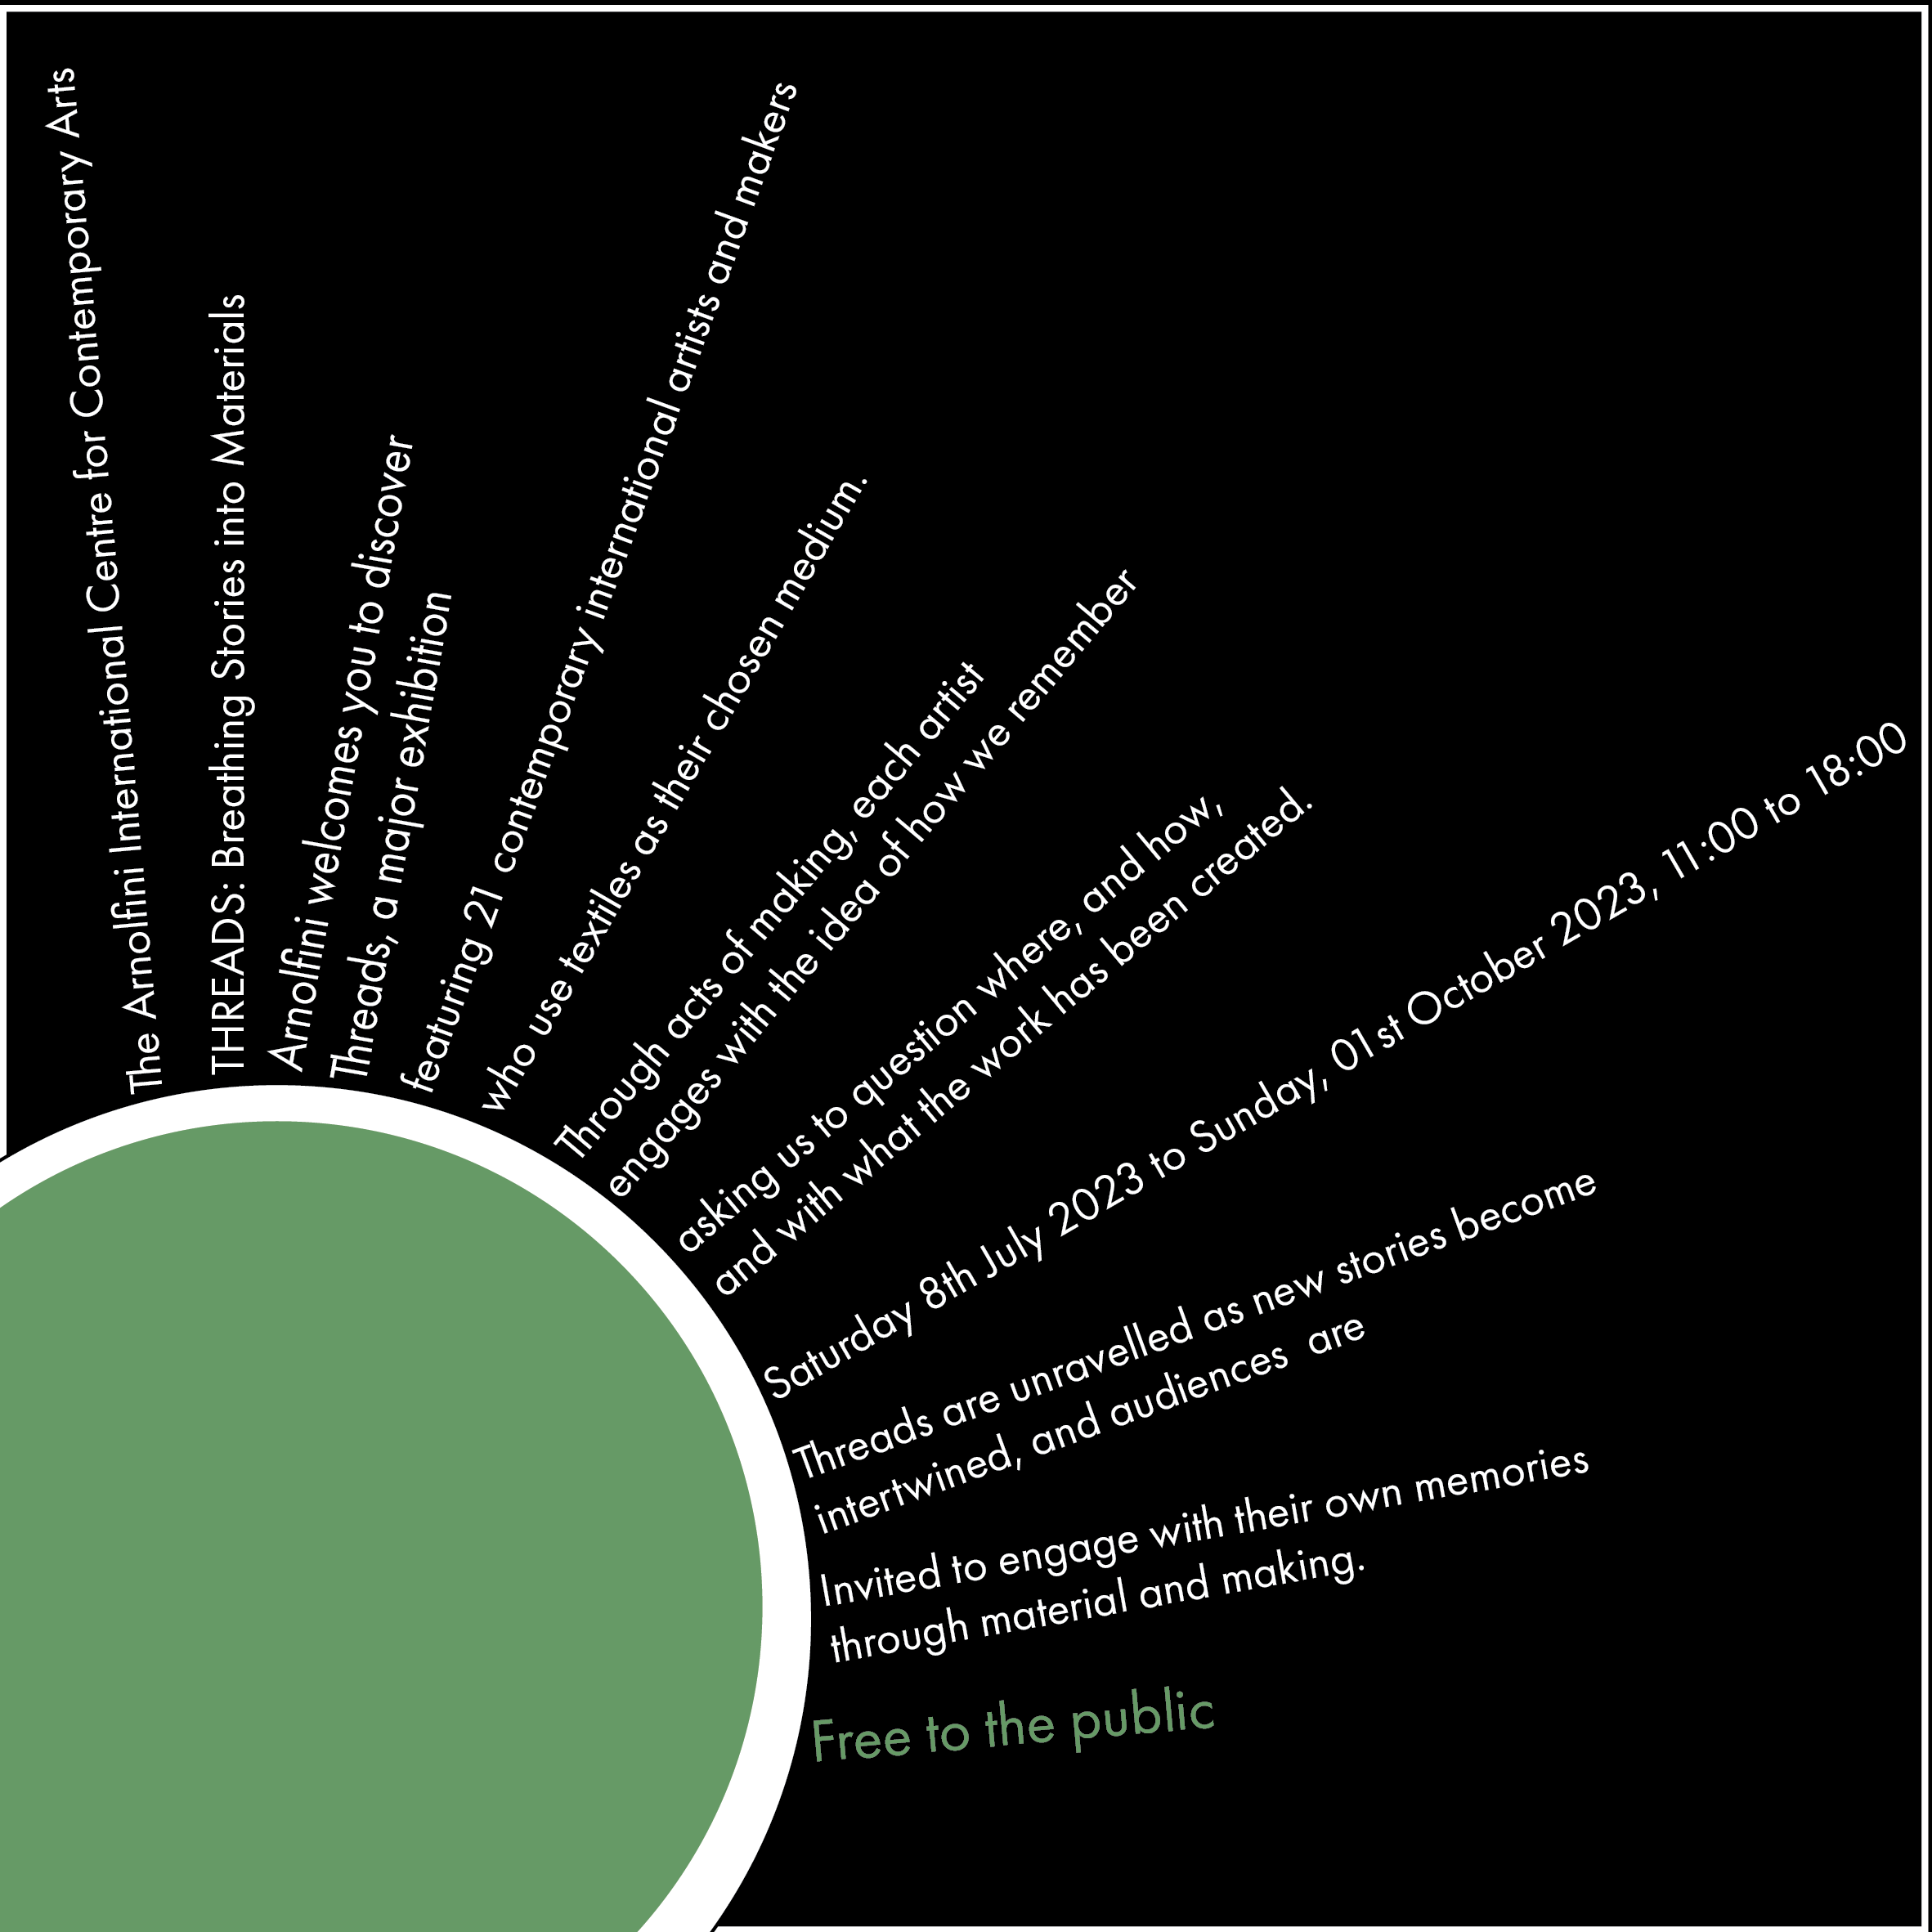 The Arnolfini International Centre for Contemporary Arts
THREADS: Breathing Stories into Materials
Arnolfini welcomes you to discover
Threads, a major exhibition
featuring 21 contemporary international artists and makers
who use textiles as their chosen medium.
Through acts of making, each artist
engages with the idea of how we remember
asking us to question where, and how,
and with what the work has been created.
Saturday 8th July 2023 to Sunday, 01st October 2023, 11:00 to 18:00
Threads are unravelled as new stories become
intertwined, and audiences are
Invited to engage with their own memories
through material and making.
Free to the public